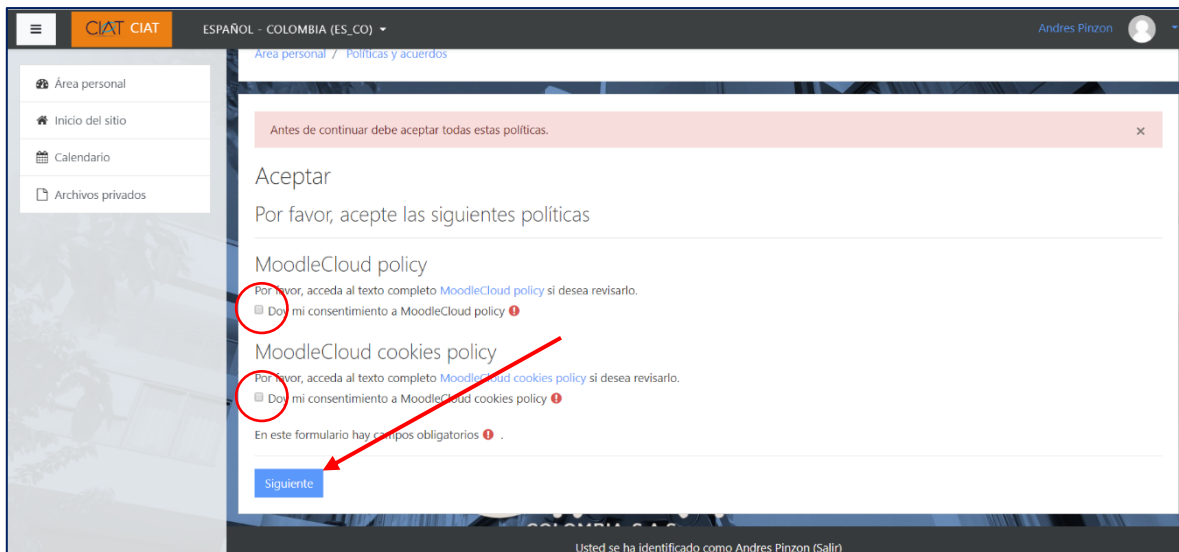 CIAT CIAT
ESPAÑOL - COLOMBIA (ES_CO)
Andres Pinzon
Área personal / Políticas y acuerdos
Área personal
Inicio del sitio
Calendario
Archivos privados
Antes de continuar debe aceptar todas estas políticas. ×
Aceptar
Por favor, acepte las siguientes políticas
MoodleCloud policy
Por favor, acceda al texto completo MoodleCloud policy si desea revisarlo.
Doy mi consentimiento a MoodleCloud policy
MoodleCloud cookies policy
Por favor, acceda al texto completo MoodleCloud cookies policy si desea revisarlo.
Doy mi consentimiento a MoodleCloud cookies policy
En este formulario hay campos obligatorios .
Siguiente
COLOMBIA S.A.S
Usted se ha identificado como Andres Pinzon (Salir)